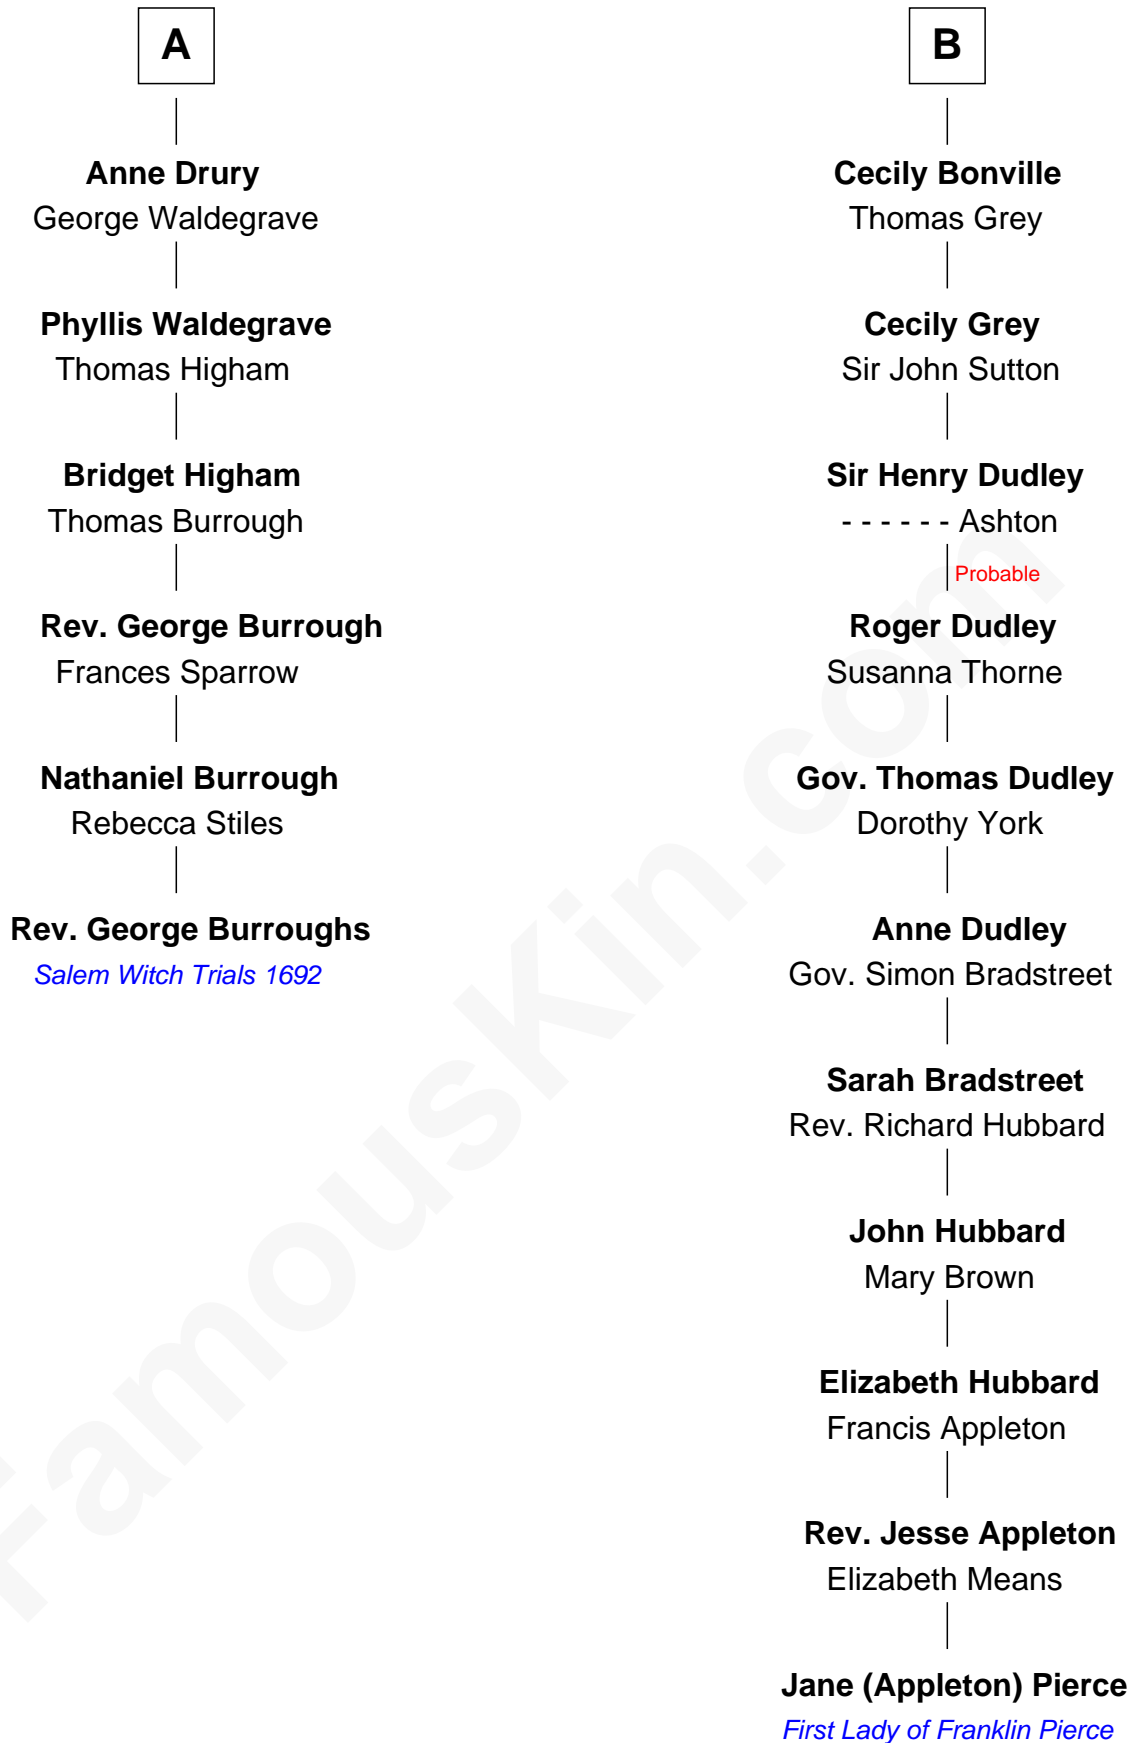 A
Anne Drury
George Waldegrave
Phyllis Waldegrave
Thomas Higham
Bridget Higham
Thomas Burrough
Rev. George Burrough
Frances Sparrow
Nathaniel Burrough
Rebecca Stiles
Rev. George Burroughs
Salem Witch Trials 1692
B
Cecily Bonville
Thomas Grey
Cecily Grey
Sir John Sutton
Sir Henry Dudley
- - - - - - Ashton
Probable
Roger Dudley
Susanna Thorne
Gov. Thomas Dudley
Dorothy York
Anne Dudley
Gov. Simon Bradstreet
Sarah Bradstreet
Rev. Richard Hubbard
John Hubbard
Mary Brown
Elizabeth Hubbard
Francis Appleton
Rev. Jesse Appleton
Elizabeth Means
Jane (Appleton) Pierce
First Lady of Franklin Pierce
FamousKin.com